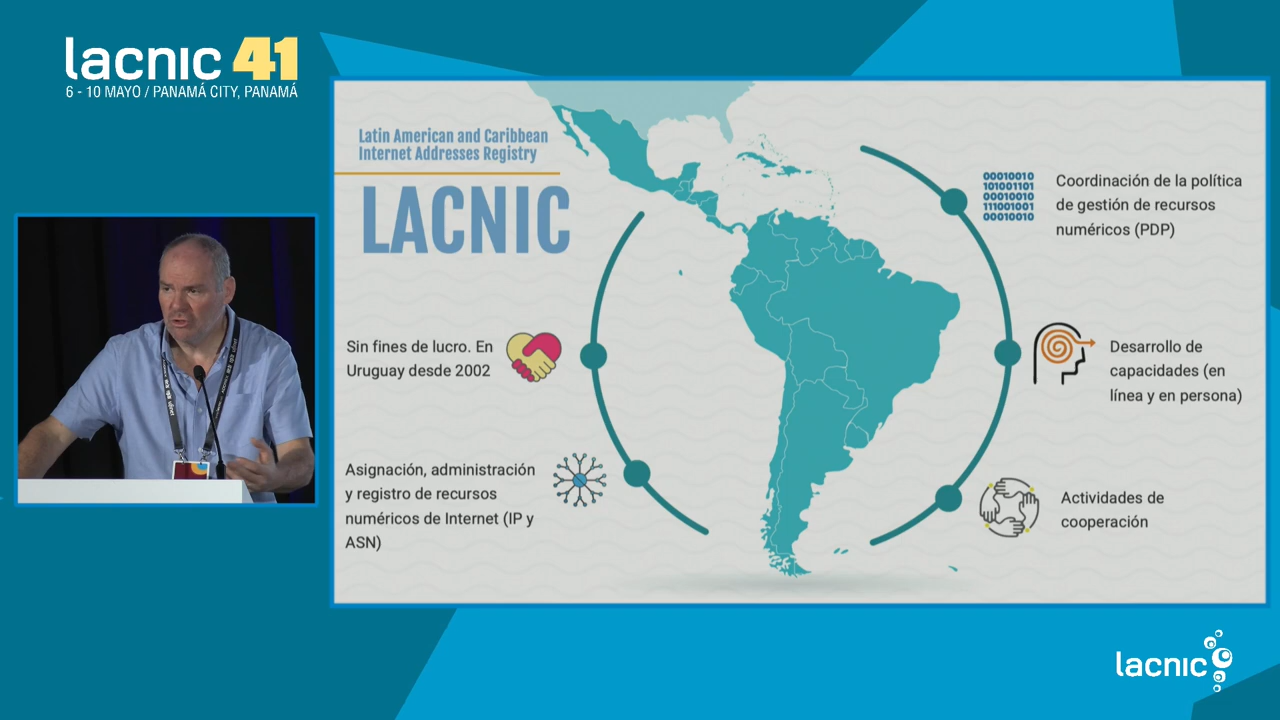 lacnic 41
6 - 10 MAYO / PANAMÁ CITY, PANAMÁ
Latin American and Caribbean
Internet Addresses Registry
LACNIC
Sin fines de lucro. En
Uruguay desde 2002
Asignación, administración
y registro de recursos
numéricos de Internet (IP y
ASN)
00010010
101001101
00010010
111001001
00010010
Coordinación de la política
de gestión de recursos
numéricos (PDP)
Desarrollo de
capacidades (en
línea y en persona)
Actividades de
cooperación
lacnic